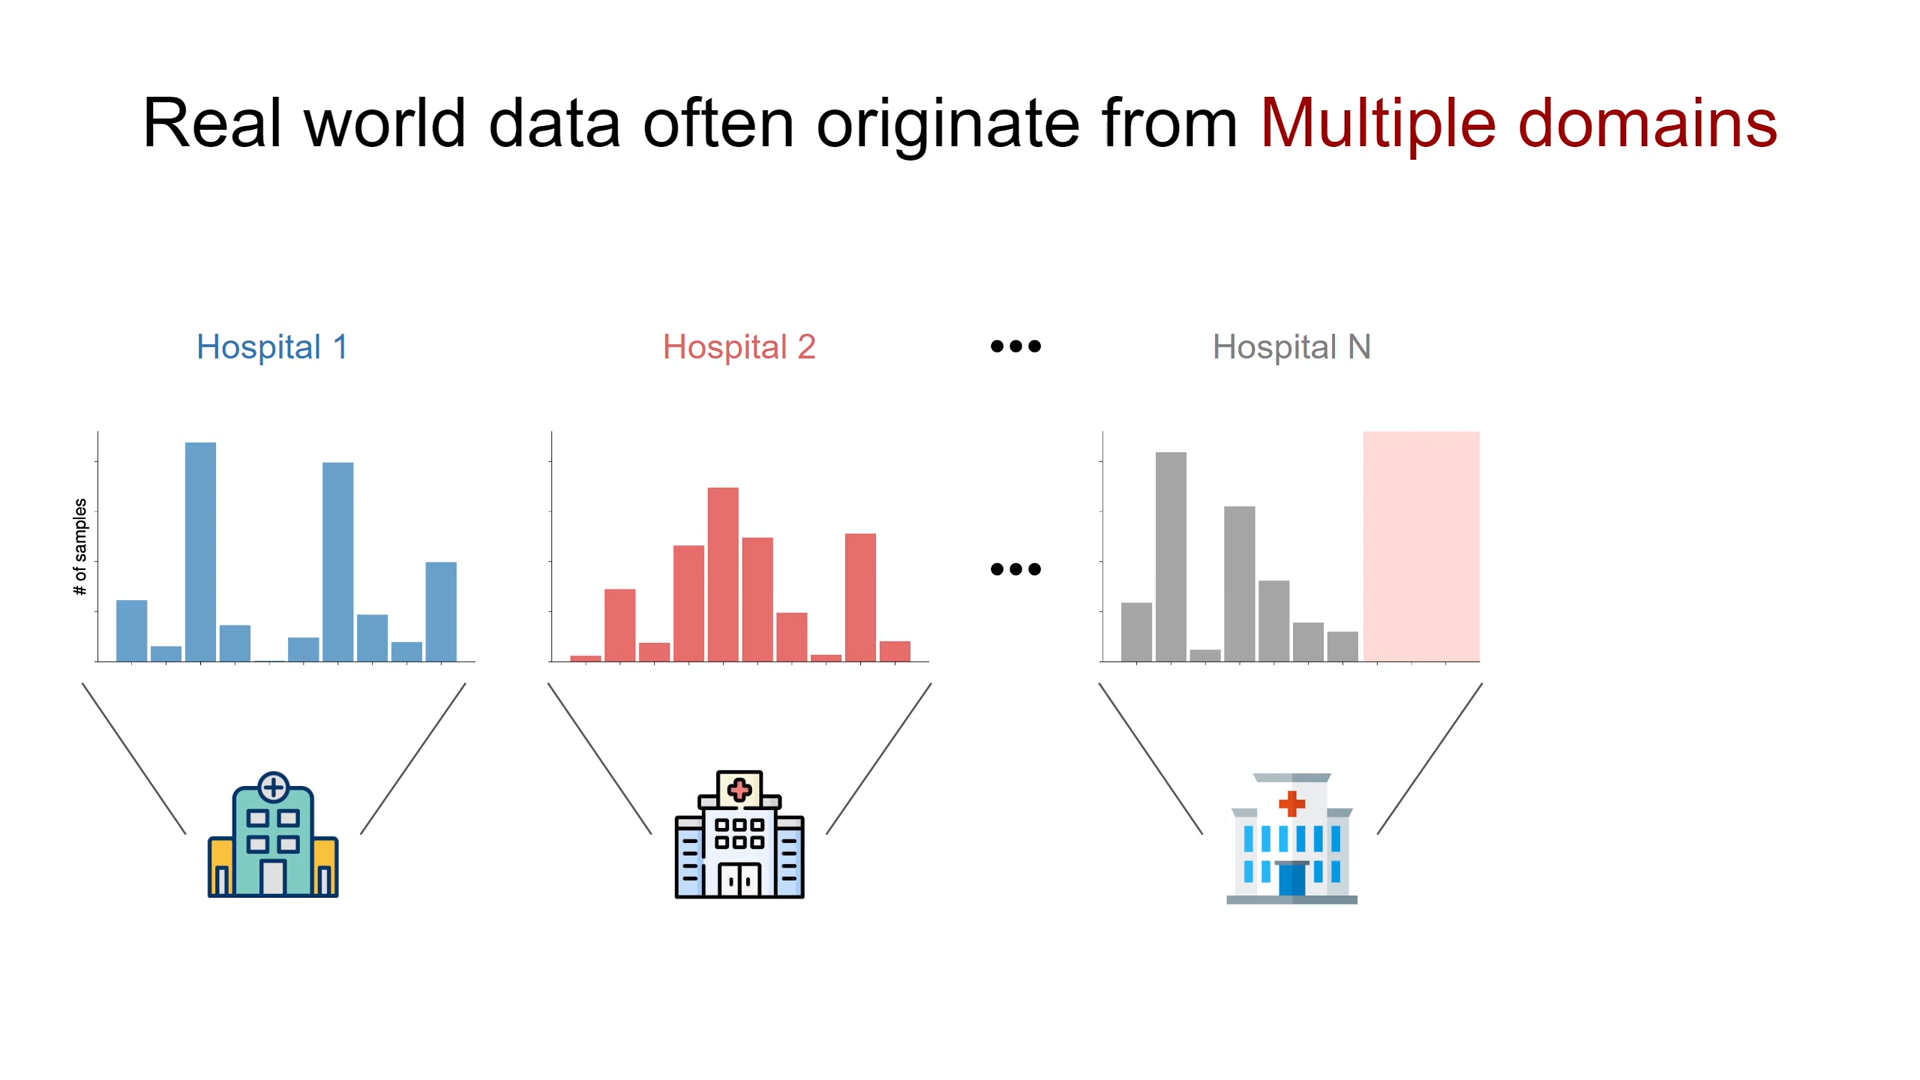 Real world data often originate from Multiple domains
Hospital 1
Hospital 2
•••
Hospital N
# of samples
•••